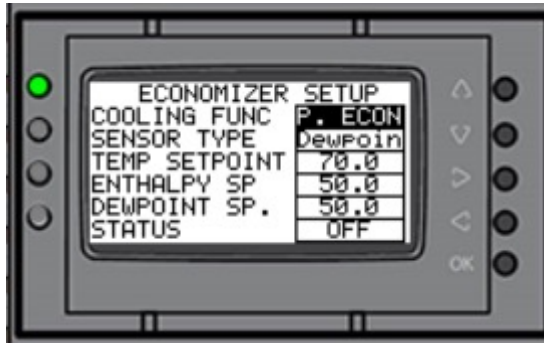 ECONOMIZER SETUP
COOLING FUNC P. ECON
SENSOR TYPE Dewpoin
TEMP SETPOINT 70.0
ENTHALPY SP 50.0
DEWPOINT SP. 50.0
STATUS OFF
OK